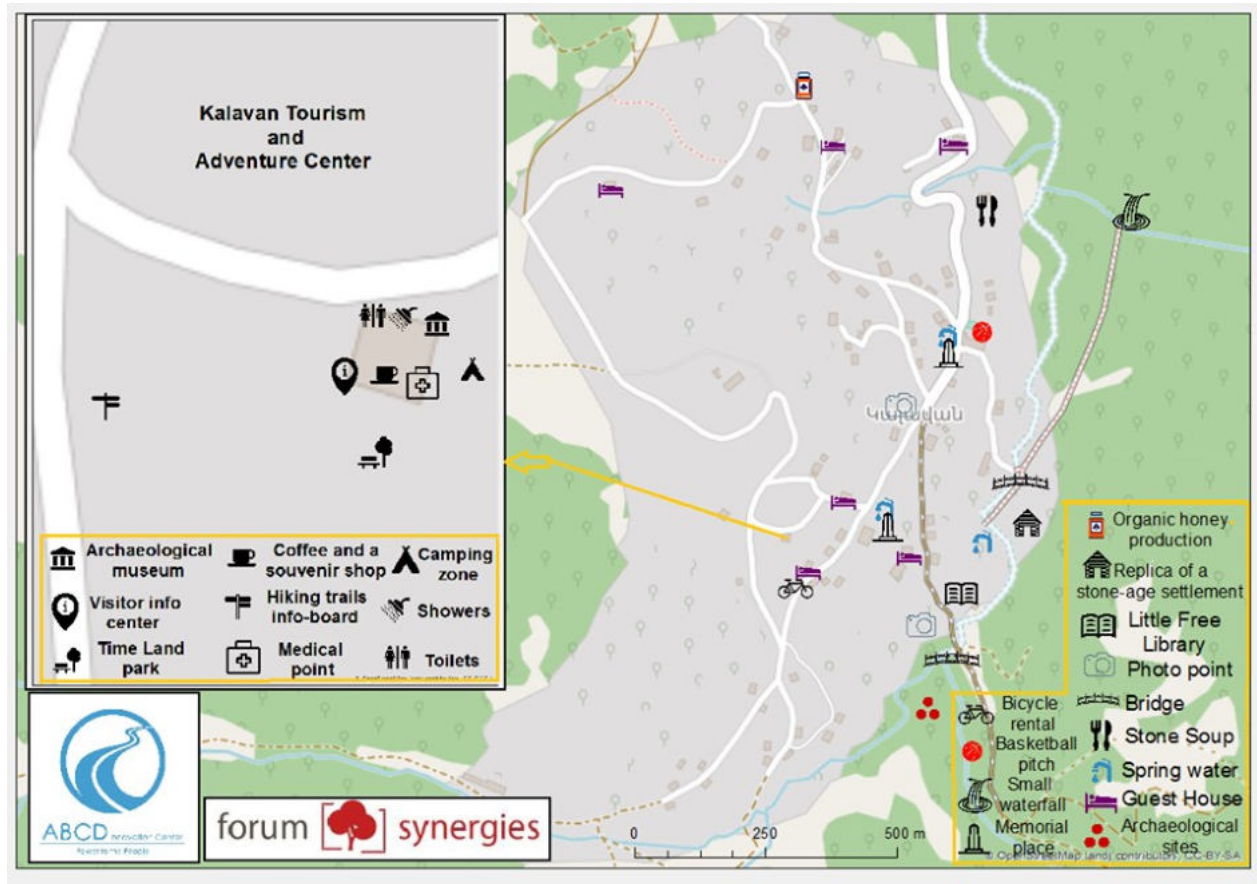 Kalavan Tourism
and
Adventure Center
Archaeological
museum
Coffee and a
souvenir shop
Camping
zone
Visitor info
center
Hiking trails
info-board
Showers
Time Land
park
Medical
point
Toilets
ABCD Innovation Center
forum synergies
Կալավան
0 250 500 m
Organic honey
production
Replica of a
stone-age settlement
Little Free
Library
Photo point
Bridge
Stone Soup
Spring water
Guest House
Archaeological
sites
Bicycle
rental
Basketball
pitch
Small
waterfall
Memorial
place
© OpenStreetMap contributors, CC-BY-SA